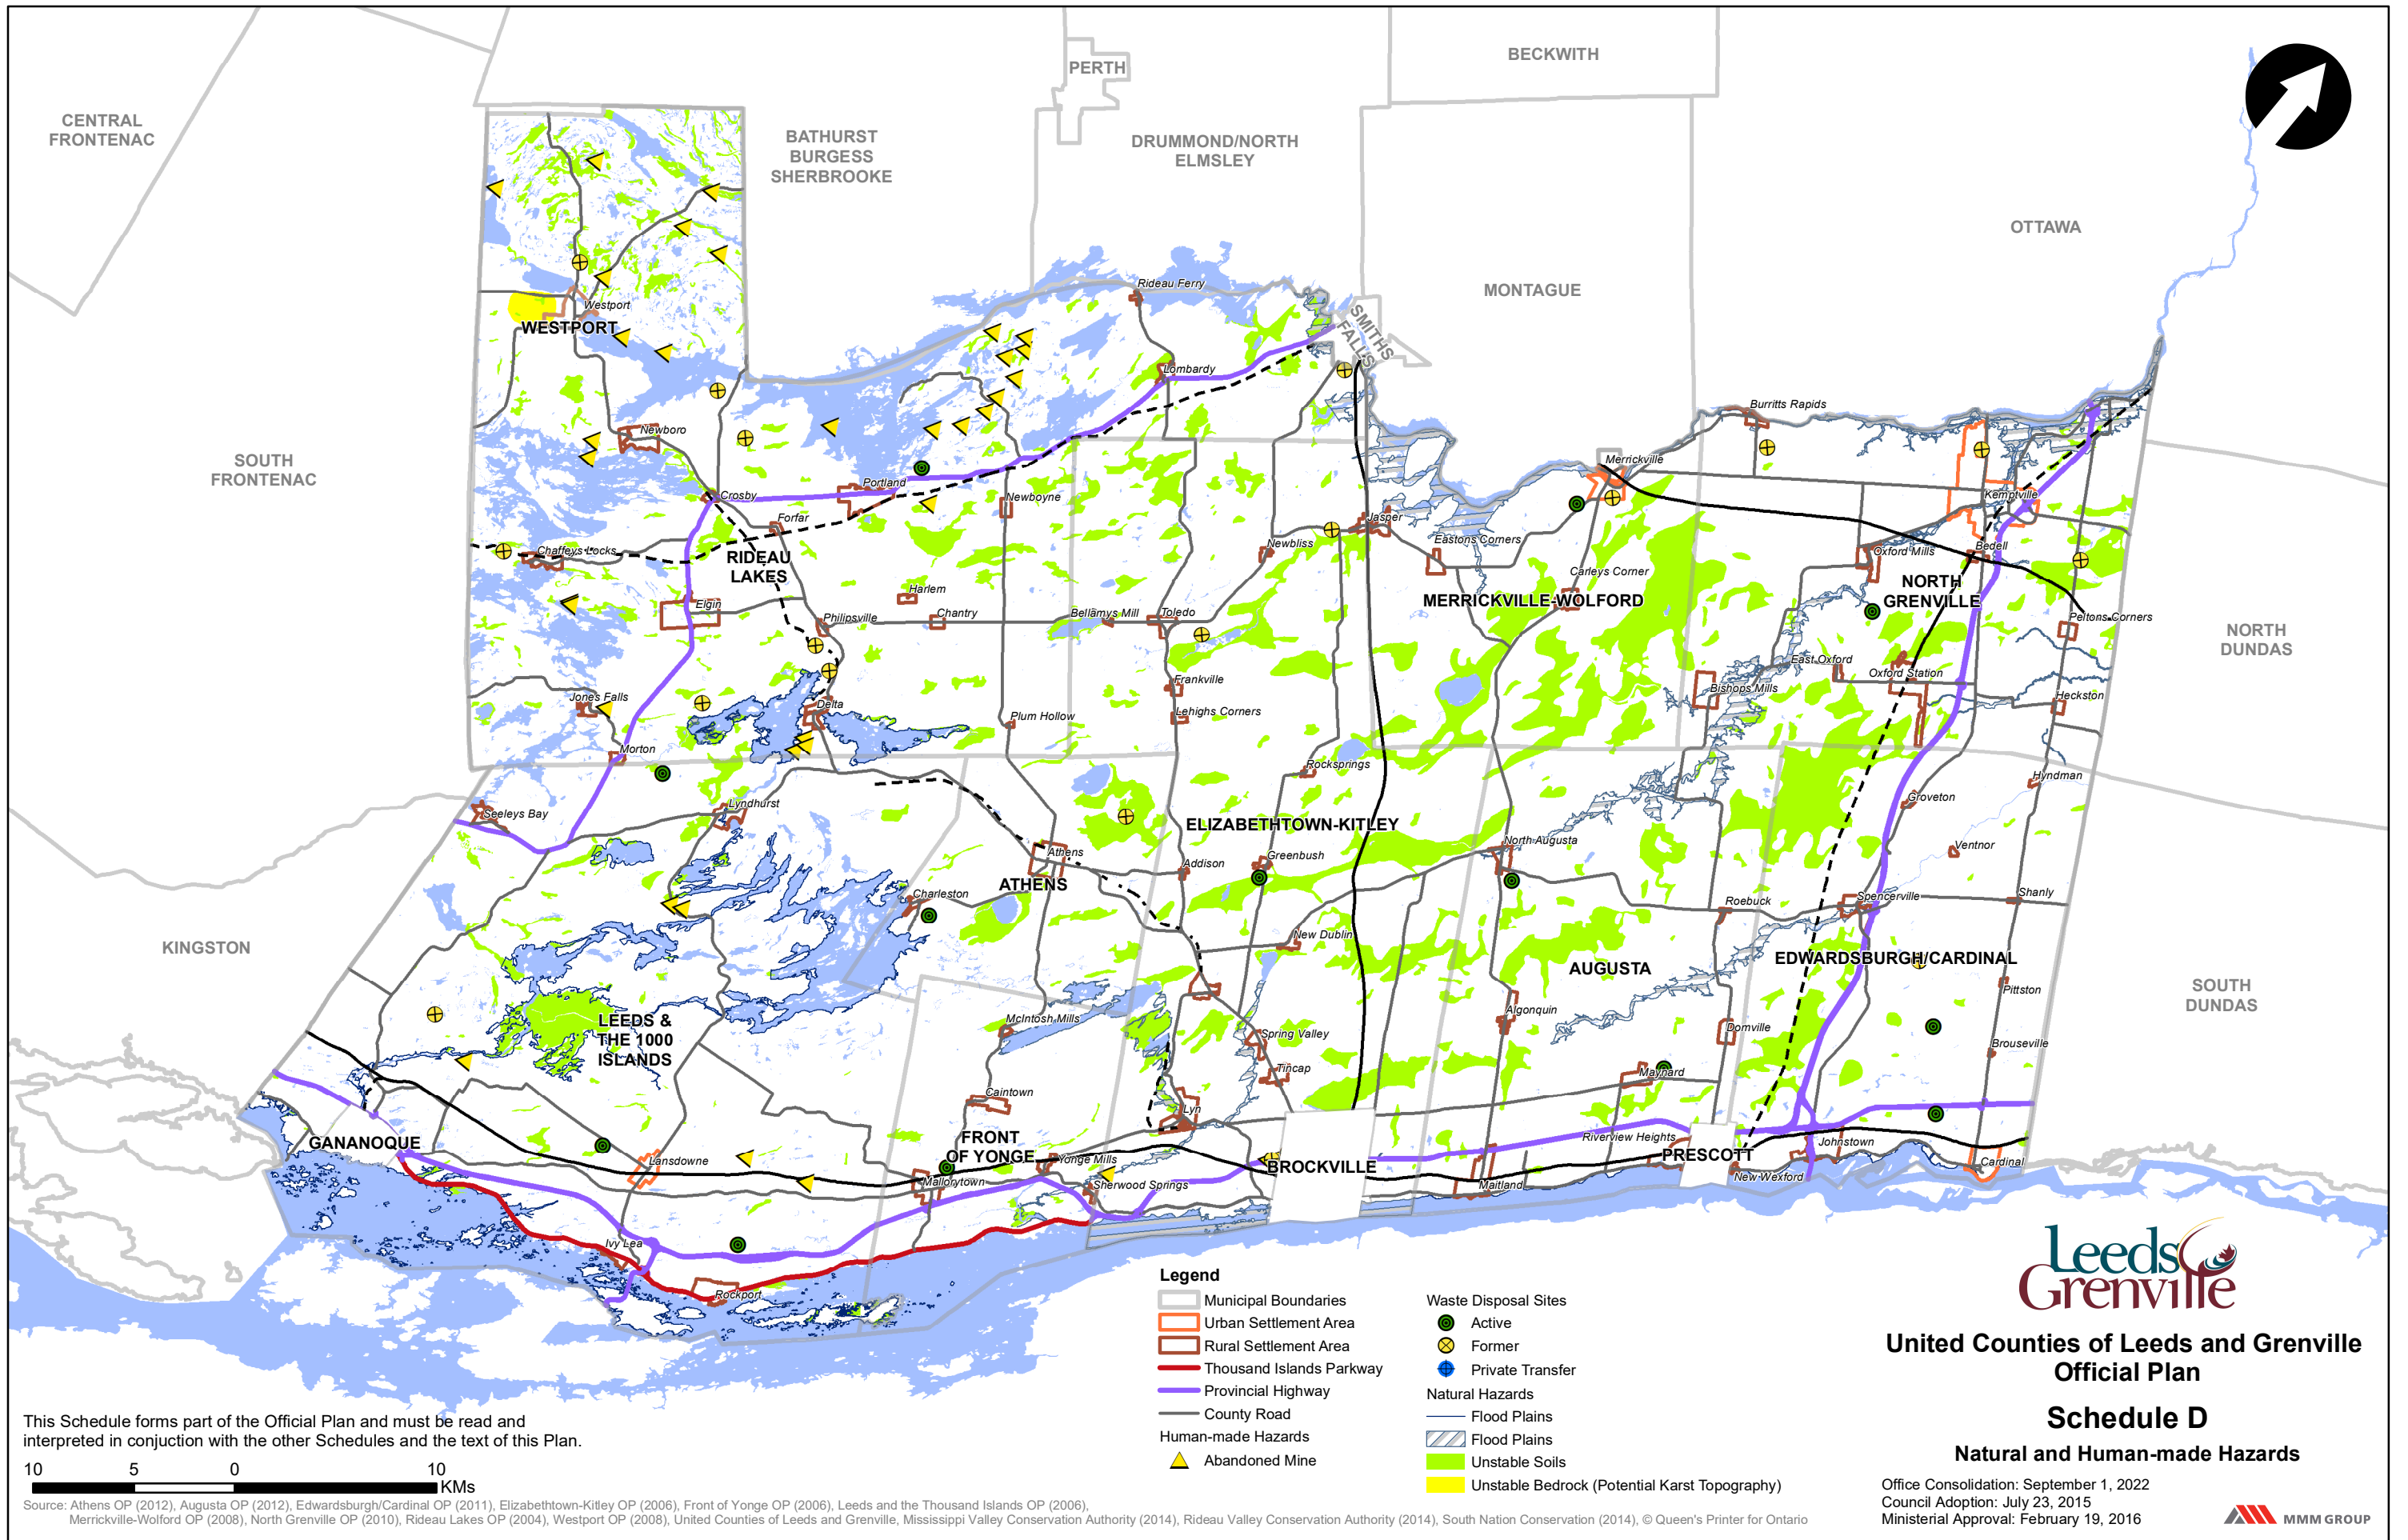 PERTH
BECKWITH
CENTRAL
FRONTENAC
BATHURST
BURGESS
SHERBROOKE
DRUMMOND/NORTH
ELMSLEY
OTTAWA
MONTAGUE
Rideau Ferry
Westport
WESTPORT
SMITHS
FALLS
Lombardy
Burritts Rapids
Newboro
SOUTH
FRONTENAC
Merrickville
Portland
Crosby
Newboyne
Kemptville
Forfar
Jasper
Newbliss
Eastons Corners
Chaffeys Locks
Oxford Mills
Bedell
RIDEAU
LAKES
Carleys Corner
NORTH
GRENVILLE
Harlem
MERRICKVILLE-WOLFORD
Elgin
Chantry
Bellamys Mill
Toledo
Philipsville
Peltons Corners
NORTH
DUNDAS
East Oxford
Oxford Station
Frankville
Bishops Mills
Jones Falls
Heckston
Delta
Plum Hollow
Lehighs Corners
Morton
Rocksprings
Hyndman
Groveton
Lyndhurst
Seeleys Bay
ELIZABETHTOWN-KITLEY
North Augusta
Ventnor
Athens
Addison
Greenbush
ATHENS
Charleston
Spencerville
Shanly
Roebuck
KINGSTON
New Dublin
EDWARDSBURGH/CARDINAL
AUGUSTA
Pittston
SOUTH
DUNDAS
LEEDS &
THE 1000
ISLANDS
McIntosh Mills
Algonquin
Domville
Spring Valley
Brouseville
Tincap
Maynard
Caintown
Lyn
GANANOQUE
FRONT
OF YONGE
Riverview Heights
Johnstown
Lansdowne
Yonge Mills
BROCKVILLE
PRESCOTT
Cardinal
Mallorytown
Sherwood Springs
Maitland
New Wexford
Ivy Lea
Rockport
Legend
Municipal Boundaries
Urban Settlement Area
Rural Settlement Area
Thousand Islands Parkway
Provincial Highway
County Road
Human-made Hazards
Abandoned Mine
Waste Disposal Sites
Active
Former
Private Transfer
Natural Hazards
Flood Plains
Flood Plains
Unstable Soils
Unstable Bedrock (Potential Karst Topography)
Leeds
Grenville
United Counties of Leeds and Grenville
Official Plan
Schedule D
Natural and Human-made Hazards
Office Consolidation: September 1, 2022
Council Adoption: July 23, 2015
Ministerial Approval: February 19, 2016
MMM GROUP
This Schedule forms part of the Official Plan and must be read and
interpreted in conjuction with the other Schedules and the text of this Plan.
10 5 0 10
KMs
Source: Athens OP (2012), Augusta OP (2012), Edwardsburgh/Cardinal OP (2011), Elizabethtown-Kitley OP (2006), Front of Yonge OP (2006), Leeds and the Thousand Islands OP (2006),
Merrickville-Wolford OP (2008), North Grenville OP (2010), Rideau Lakes OP (2004), Westport OP (2008), United Counties of Leeds and Grenville, Mississippi Valley Conservation Authority (2014), Rideau Valley Conservation Authority (2014), South Nation Conservation (2014), © Queen's Printer for Ontario